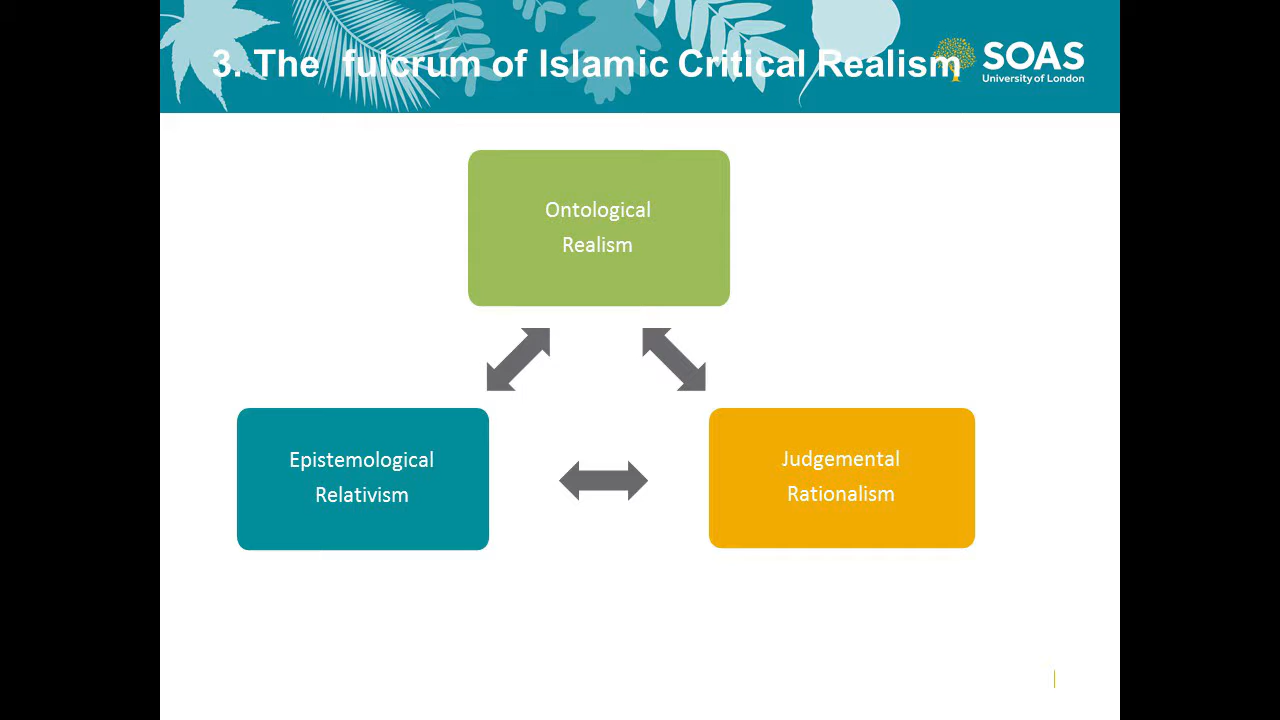 3. The fulcrum of Islamic Critical Realism
SOAS
University of London
Ontological
Realism
Epistemological
Relativism
Judgemental
Rationalism